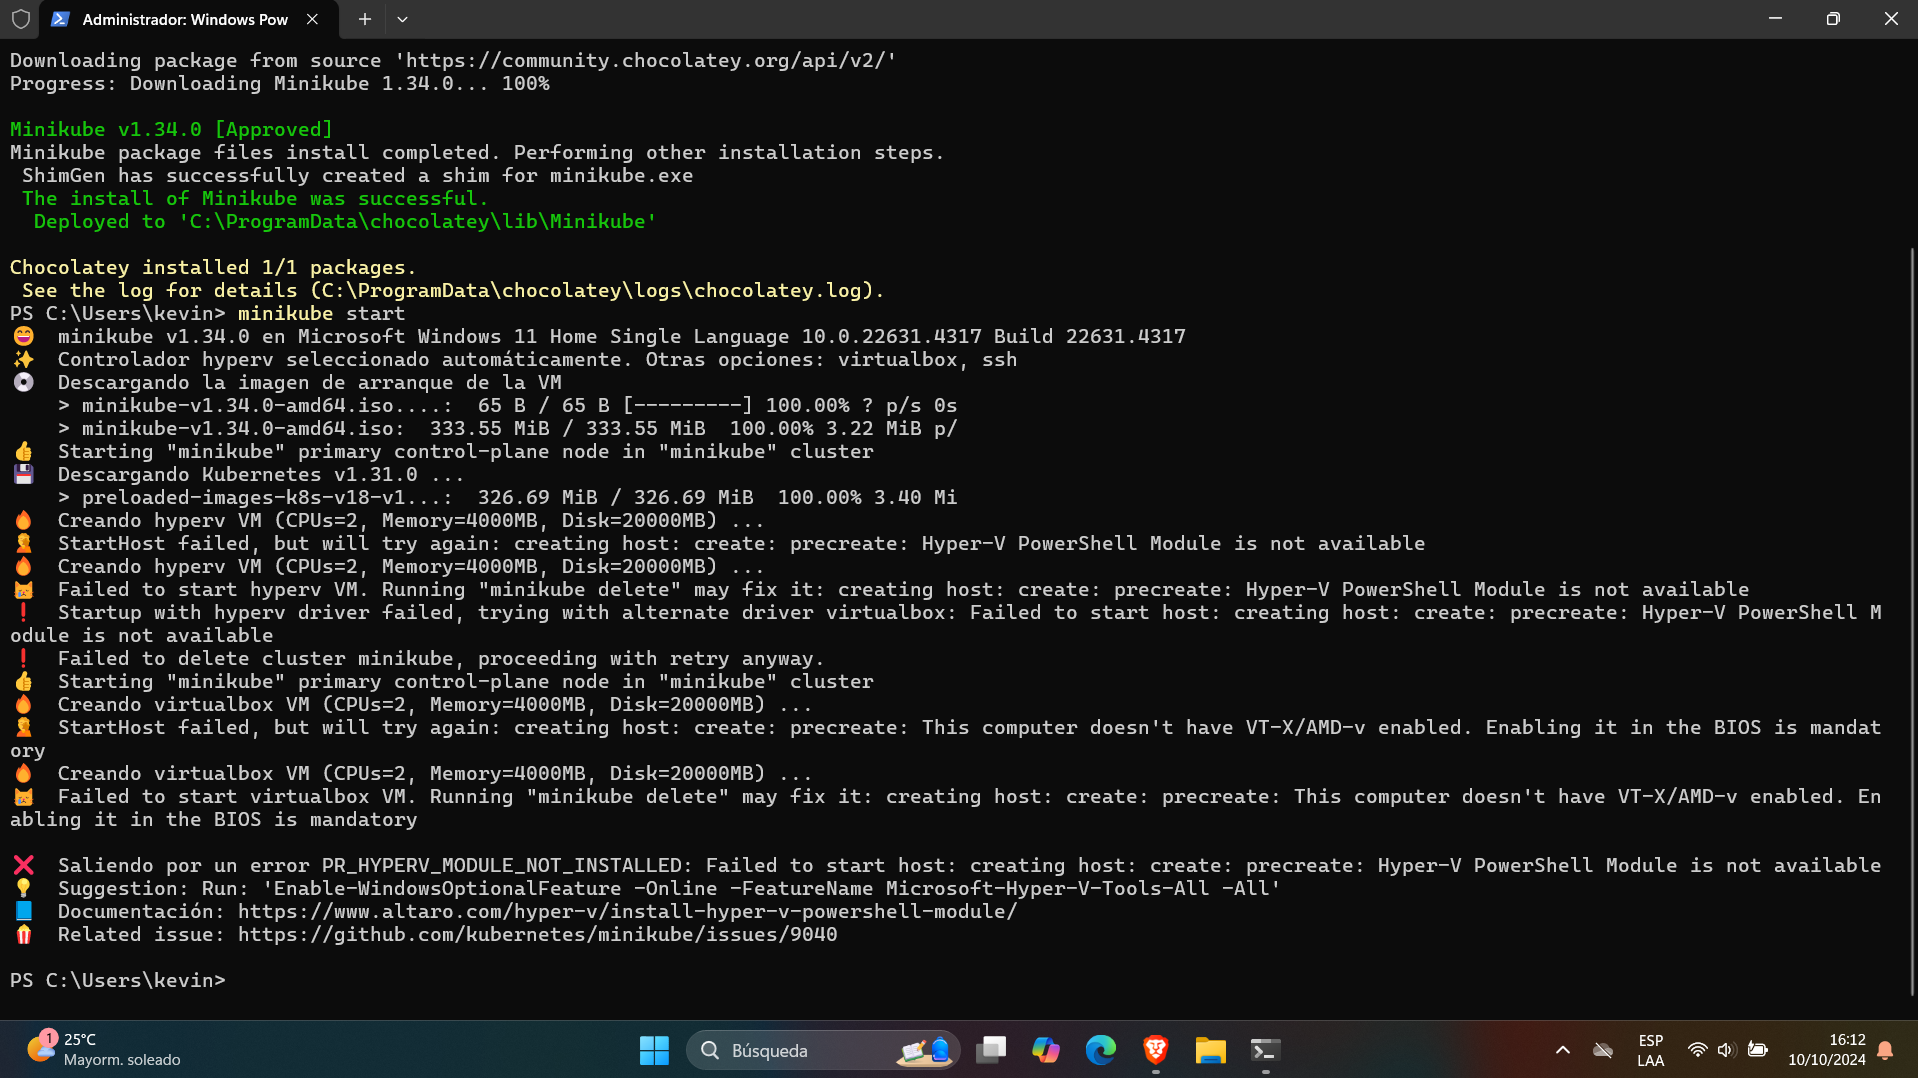 Administrador: Windows Pow
Downloading package from source 'https://community.chocolatey.org/api/v2/'
Progress: Downloading Minikube 1.34.0... 100%
Minikube v1.34.0 [Approved]
Minikube package files install completed. Performing other installation steps.
ShimGen has successfully created a shim for minikube.exe
The install of Minikube was successful.
Deployed to 'C:\ProgramData\chocolatey\lib\Minikube'
Chocolatey installed 1/1 packages.
See the log for details (C:\ProgramData\chocolatey\logs\chocolatey.log).
PS C:\Users\kevin> minikube start
minikube v1.34.0 en Microsoft Windows 11 Home Single Language 10.0.22631.4317 Build 22631.4317
Controlador hyperv seleccionado automáticamente. Otras opciones: virtualbox, ssh
Descargando la imagen de arranque de la VM
> minikube-v1.34.0-amd64.iso....:  65 B / 65 B [---------] 100.00% ? p/s 0s
> minikube-v1.34.0-amd64.iso:  333.55 MiB / 333.55 MiB  100.00% 3.22 MiB p/
Starting "minikube" primary control-plane node in "minikube" cluster
Descargando Kubernetes v1.31.0 ...
> preloaded-images-k8s-v18-v1...:  326.69 MiB / 326.69 MiB  100.00% 3.40 Mi
Creando hyperv VM (CPUs=2, Memory=4000MB, Disk=20000MB) ...
StartHost failed, but will try again: creating host: create: precreate: Hyper-V PowerShell Module is not available
Creando hyperv VM (CPUs=2, Memory=4000MB, Disk=20000MB) ...
Failed to start hyperv VM. Running "minikube delete" may fix it: creating host: create: precreate: Hyper-V PowerShell Module is not available
Startup with hyperv driver failed, trying with alternate driver virtualbox: Failed to start host: creating host: create: precreate: Hyper-V PowerShell M
odule is not available
Failed to delete cluster minikube, proceeding with retry anyway.
Starting "minikube" primary control-plane node in "minikube" cluster
Creando virtualbox VM (CPUs=2, Memory=4000MB, Disk=20000MB) ...
StartHost failed, but will try again: creating host: create: precreate: This computer doesn't have VT-X/AMD-v enabled. Enabling it in the BIOS is mandat
ory
Creando virtualbox VM (CPUs=2, Memory=4000MB, Disk=20000MB) ...
Failed to start virtualbox VM. Running "minikube delete" may fix it: creating host: create: precreate: This computer doesn't have VT-X/AMD-v enabled. En
abling it in the BIOS is mandatory
Saliendo por un error PR_HYPERV_MODULE_NOT_INSTALLED: Failed to start host: creating host: create: precreate: Hyper-V PowerShell Module is not available
Suggestion: Run: 'Enable-WindowsOptionalFeature -Online -FeatureName Microsoft-Hyper-V-Tools-All -All'
Documentación: https://www.altaro.com/hyper-v/install-hyper-v-powershell-module/
Related issue: https://github.com/kubernetes/minikube/issues/9040
PS C:\Users\kevin>
1
25°C
Mayorm. soleado
Búsqueda
ESP
LAA
16:12
10/10/2024